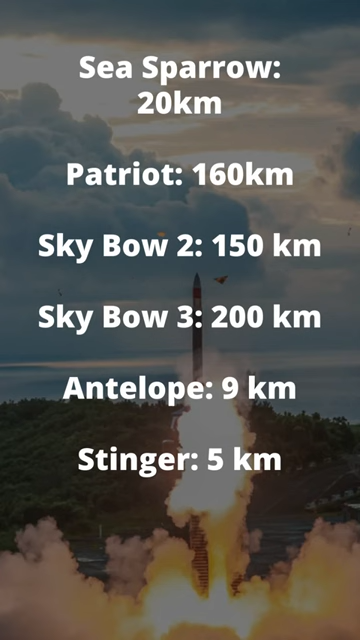 Sea Sparrow:
20km
Patriot: 160km
Sky Bow 2: 150 km
Sky Bow 3: 200 km
Antelope: 9 km
Stinger: 5 km